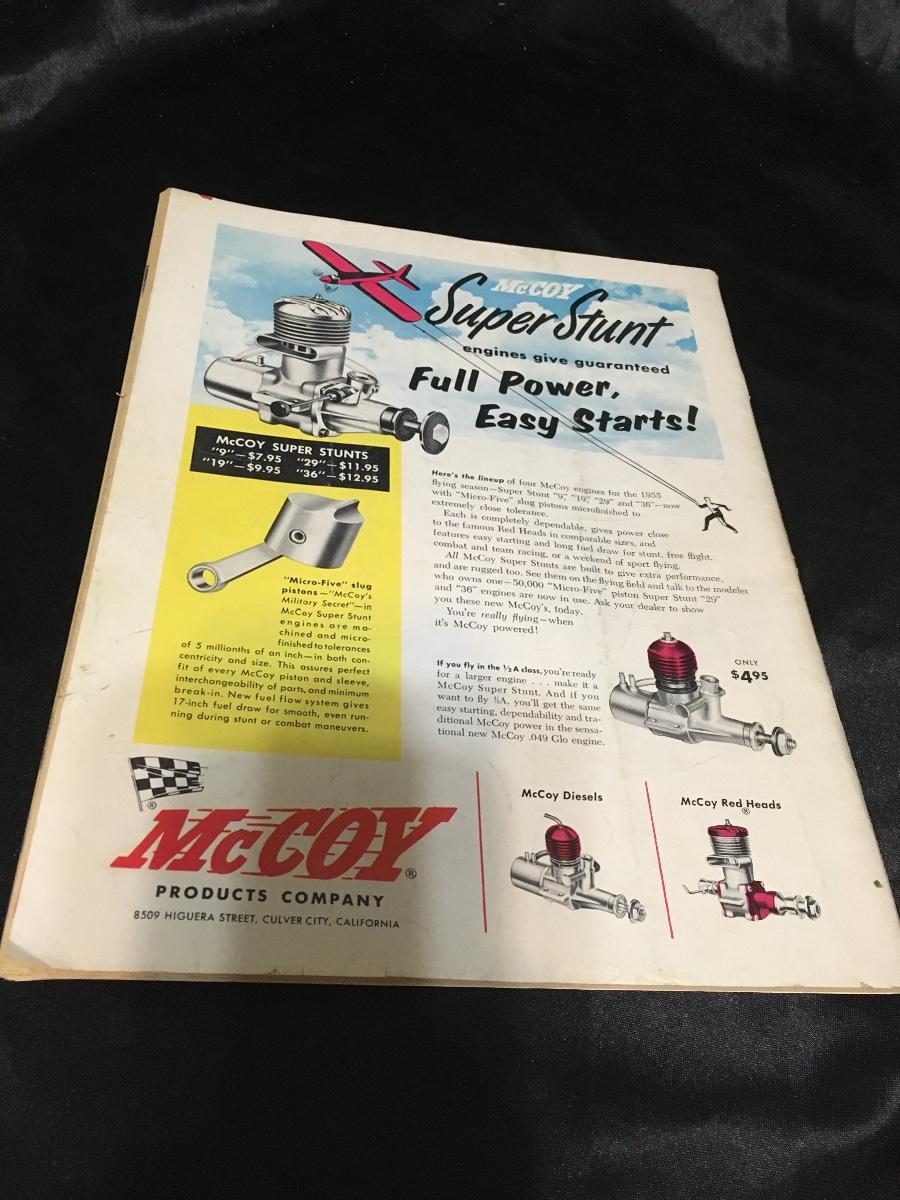 McCOY
Super Stunt
engines give guaranteed
Full Power,
Easy Starts!
McCOY SUPER STUNTS
"9"—$7.95 "29"—$11.95
"19"—$9.95 "36"—$12.95
"Micro-Five" slug
pistons—"McCoy's
Military Secret"—in
McCoy Super Stunt
engines are ma-
chined and micro-
finished to tolerances
of 5 millionths of an inch—in both con-
centricity and size. This assures perfect
fit of every McCoy piston and sleeve,
interchangeability of parts, and minimum
break-in. New fuel flow system gives
17-inch fuel draw for smooth, even run-
ning during stunt or combat maneuvers.
Here's the lineup of four McCoy engines for the 1955
flying season—Super Stunt "9," "19," "29" and "36"—now
with "Micro-Five" slug pistons microfinished to
extremely close tolerance.
Each is completely dependable, gives power close
to the famous Red Heads in comparable sizes, and
features easy starting and long fuel draw for stunt, free flight,
combat and team racing, or a weekend of sport flying.
All McCoy Super Stunts are built to give extra performance,
and are rugged too. See them on the flying field and talk to the modeler
who owns one—50,000 "Micro-Five" piston Super Stunt "29"
and "36" engines are now in use. Ask your dealer to show
you these new McCoy's, today.
You're really flying—when
it's McCoy powered!
If you fly in the ½ A class, you're ready
for a larger engine . . . make it a
McCoy Super Stunt. And if you
want to fly ½A, you'll get the same
easy starting, dependability and tra-
ditional McCoy power in the sensa-
tional new McCoy .049 Glo engine.
ONLY
$4.95
®
McCOY®
PRODUCTS COMPANY
8509 HIGUERA STREET, CULVER CITY, CALIFORNIA
McCoy Diesels
McCoy Red Heads
®